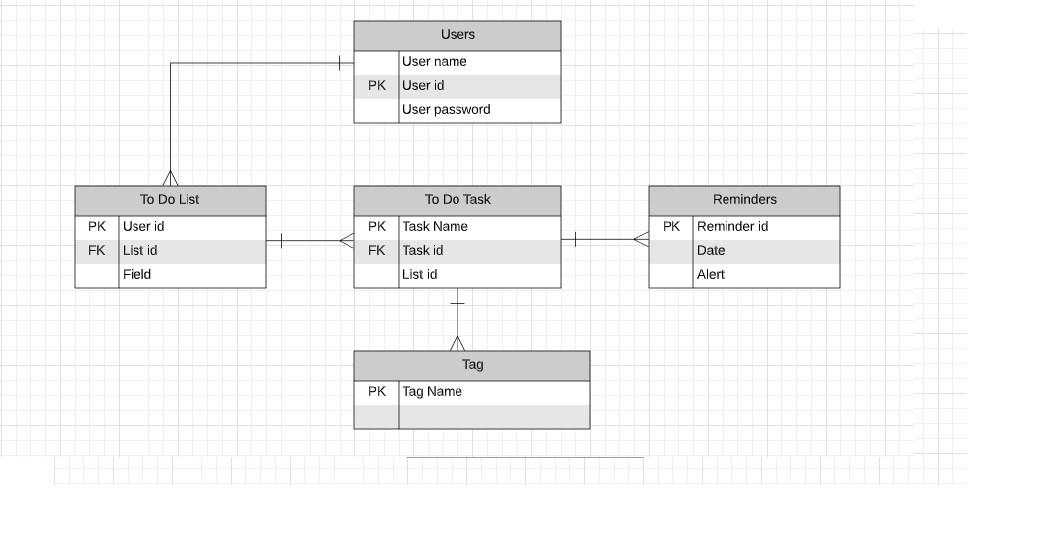 Users
User name
PK User id
User password
To Do List
PK User id
FK List id
Field
To Do Task
PK Task Name
FK Task id
List id
Reminders
PK Reminder id
Date
Alert
Tag
PK Tag Name